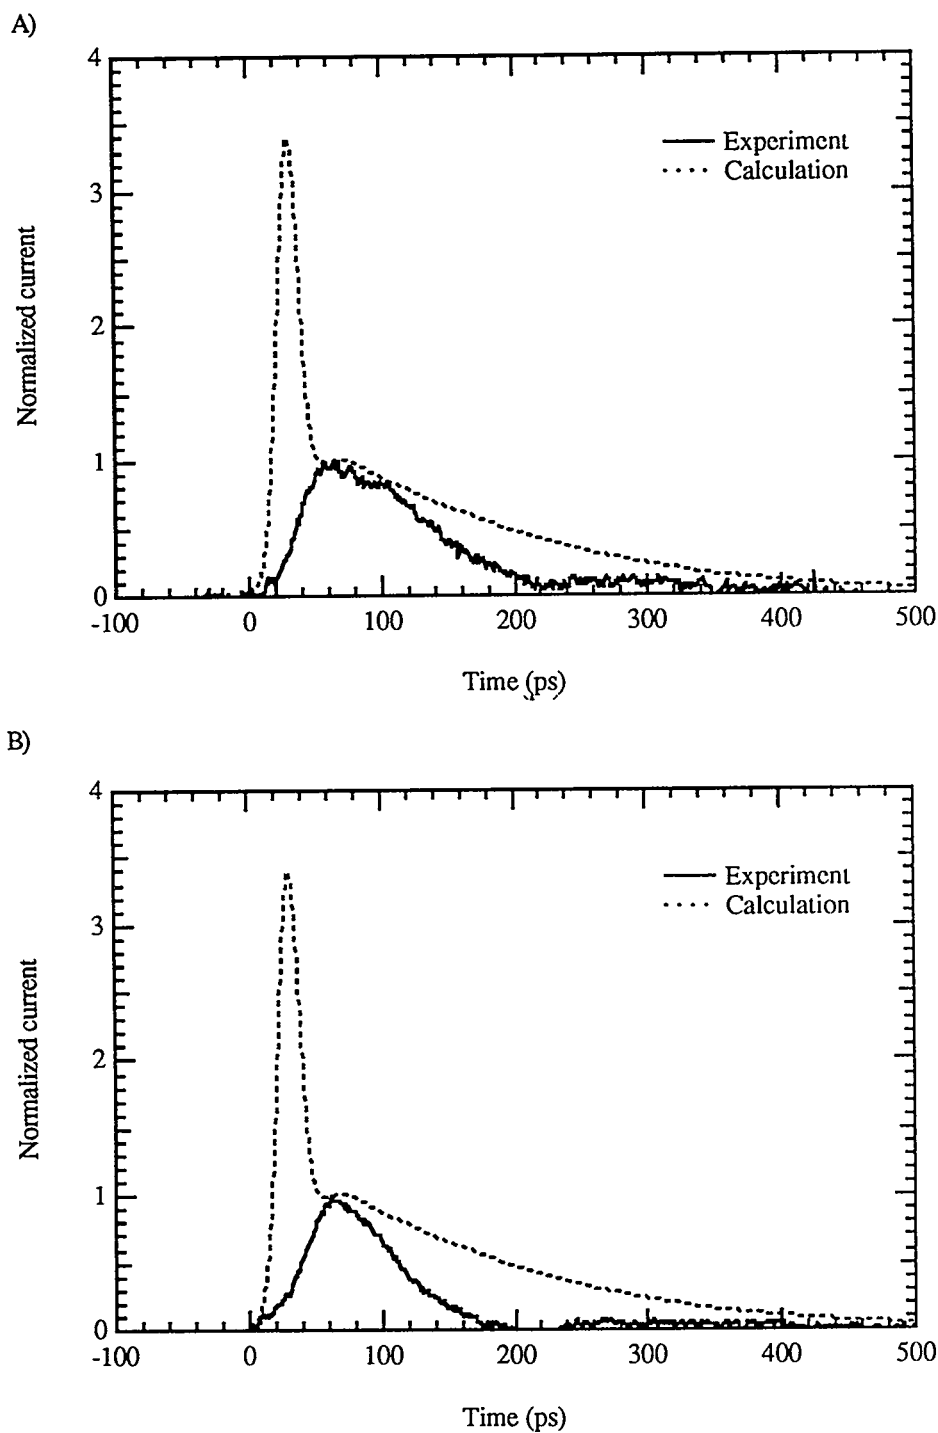 A)
4
3
2
1
0
Normalized current
Experiment
Calculation
-100 0 100 200 300 400 500
Time (ps)
B)
4
3
2
1
0
Normalized current
Experiment
Calculation
-100 0 100 200 300 400 500
Time (ps)